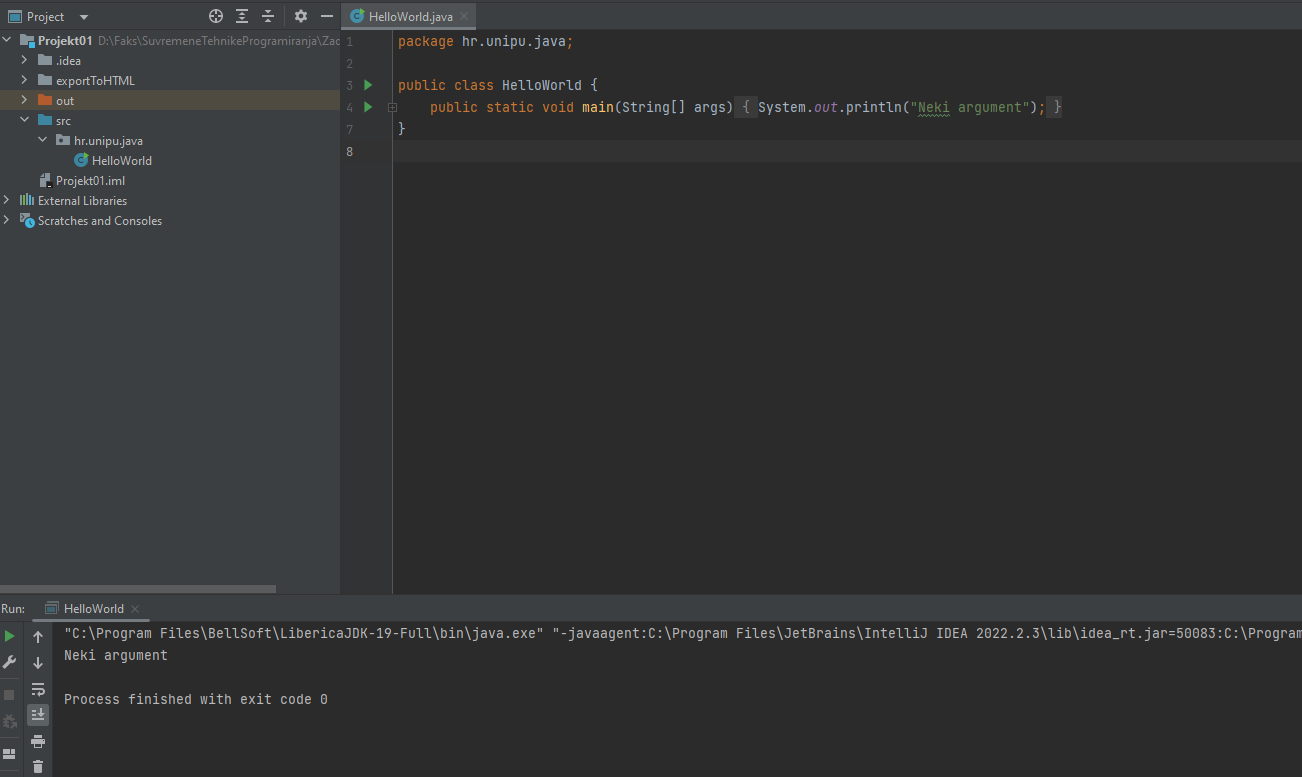 Project
Projekt01 D:\Faks\SuvremeneTehnikeProgramiranja\Zad
.idea
exportToHTML
out
src
hr.unipu.java
HelloWorld
Projekt01.iml
External Libraries
Scratches and Consoles
HelloWorld.java
1 package hr.unipu.java;
2
3 public class HelloWorld {
4 public static void main(String[] args) { System.out.println("Neki argument"); }
7 }
8
Run: HelloWorld
"C:\Program Files\BellSoft\LibericaJDK-19-Full\bin\java.exe" "-javaagent:C:\Program Files\JetBrains\IntelliJ IDEA 2022.2.3\lib\idea_rt.jar=50083:C:\Program
Neki argument
Process finished with exit code 0